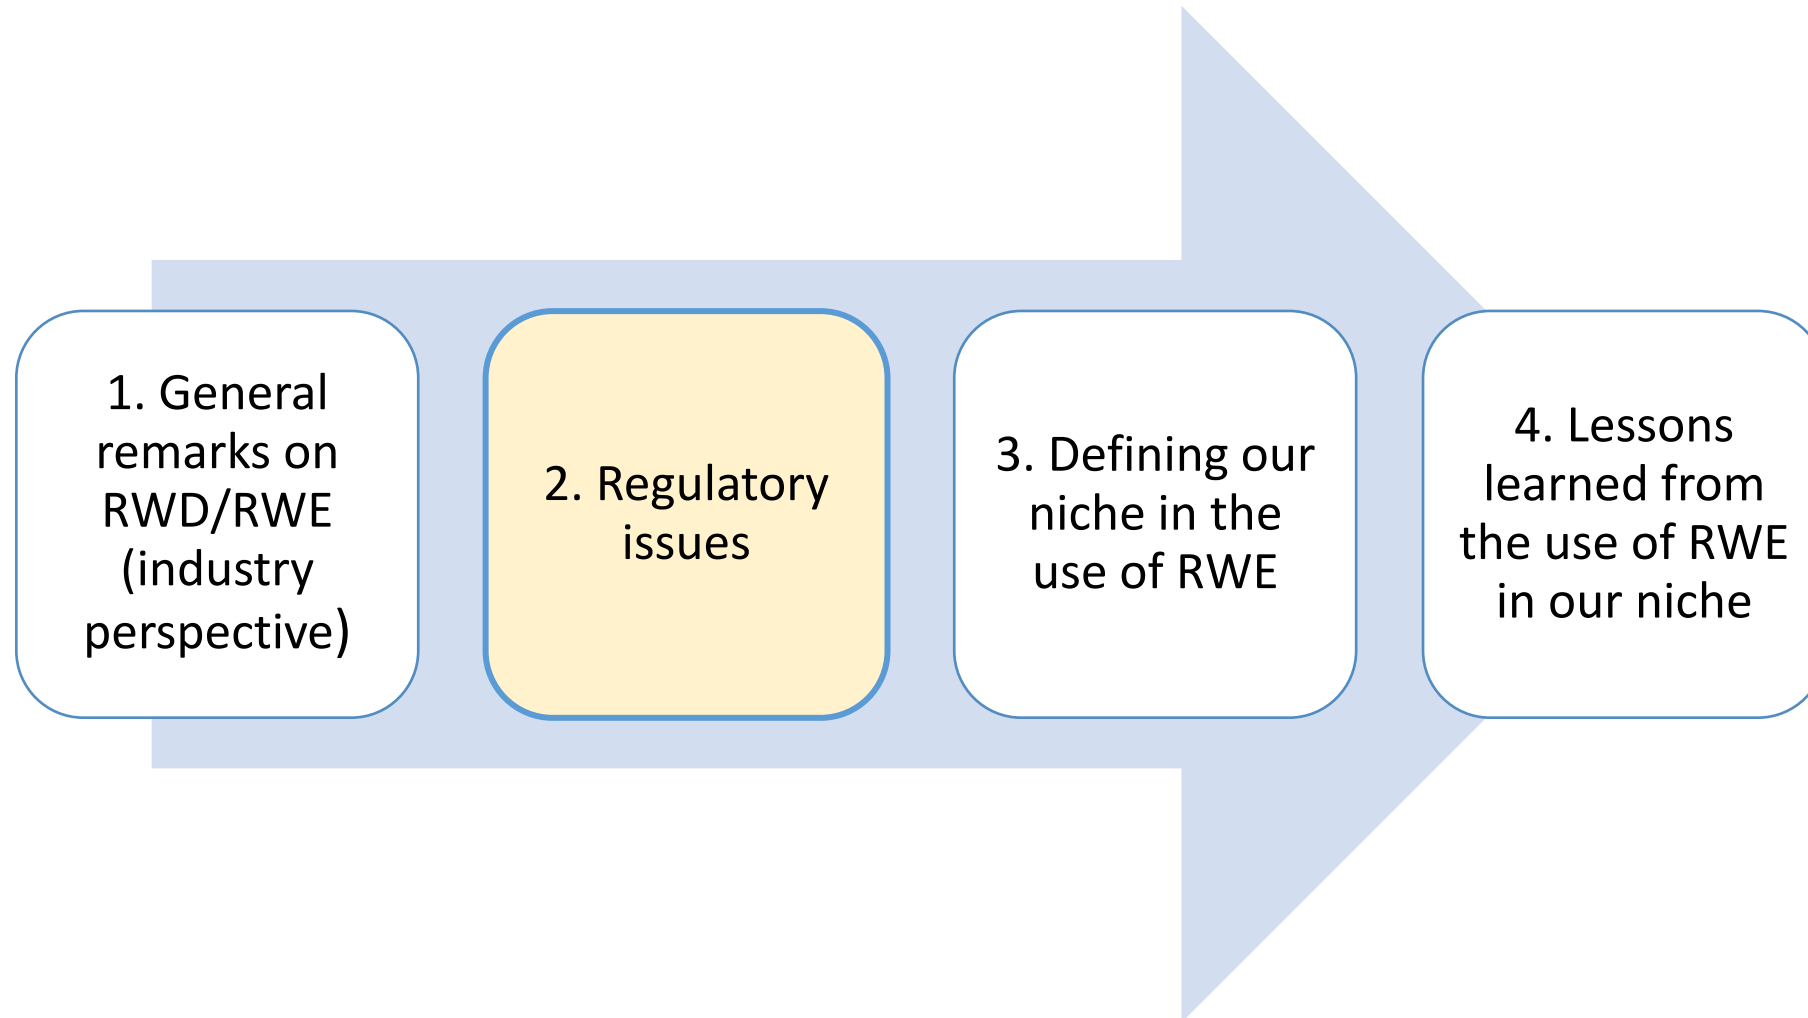 1. General
remarks on
RWD/RWE
(industry
perspective)
2. Regulatory
issues
3. Defining our
niche in the
use of RWE
4. Lessons
learned from
the use of RWE
in our niche